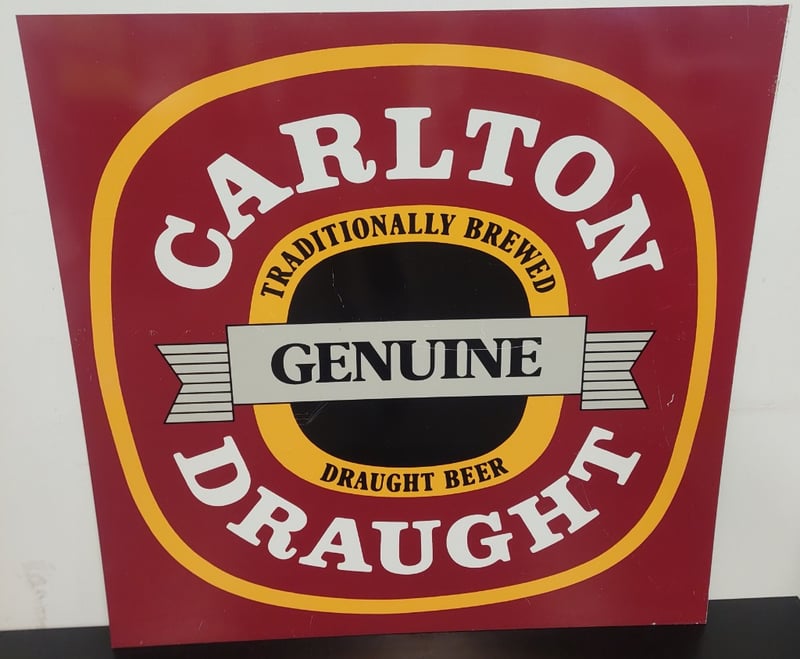 CARLTON
TRADITIONALLY BREWED
GENUINE
DRAUGHT BEER
DRAUGHT